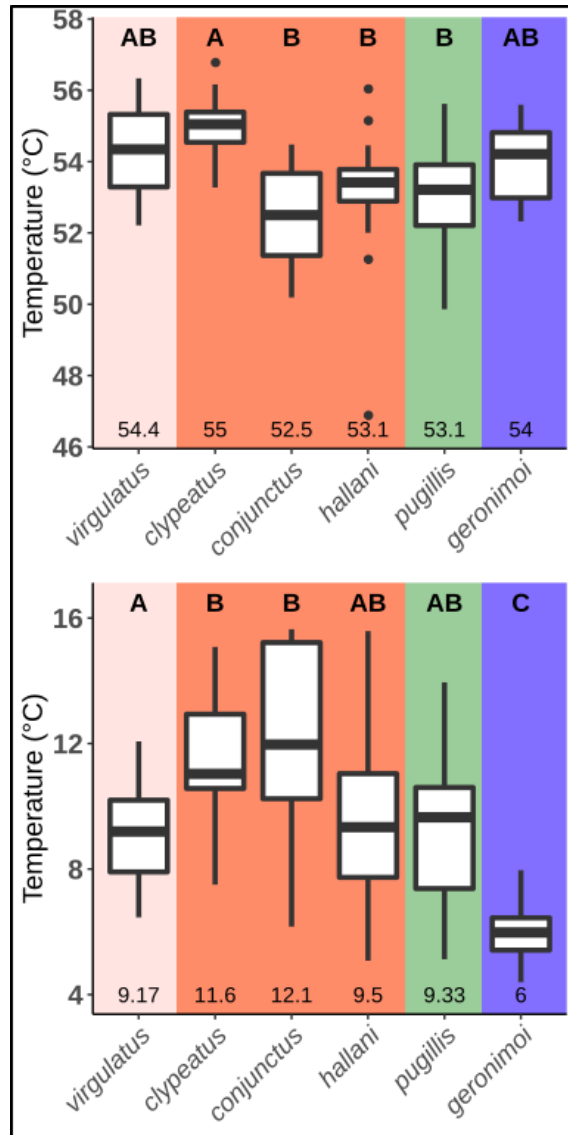 58
AB A B B B AB
56
54
52
50
48
46
Temperature (°C)
54.4 55 52.5 53.1 53.1 54
virgulatus clypeatus conjunctus hallani pugillis geronimoi
A B B AB AB C
16
12
8
4
Temperature (°C)
9.17 11.6 12.1 9.5 9.33 6
virgulatus clypeatus conjunctus hallani pugillis geronimoi